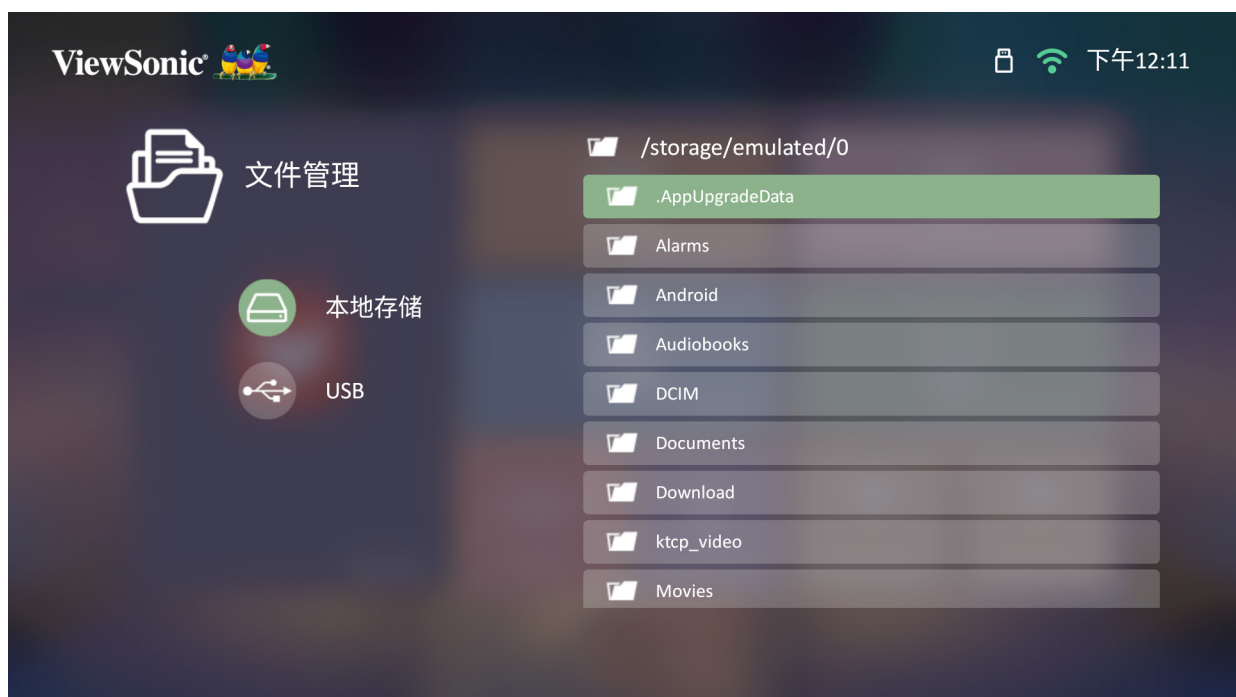 ViewSonic®
下午12:11
文件管理
本地存储
USB
/storage/emulated/0
.AppUpgradeData
Alarms
Android
Audiobooks
DCIM
Documents
Download
ktcp_video
Movies